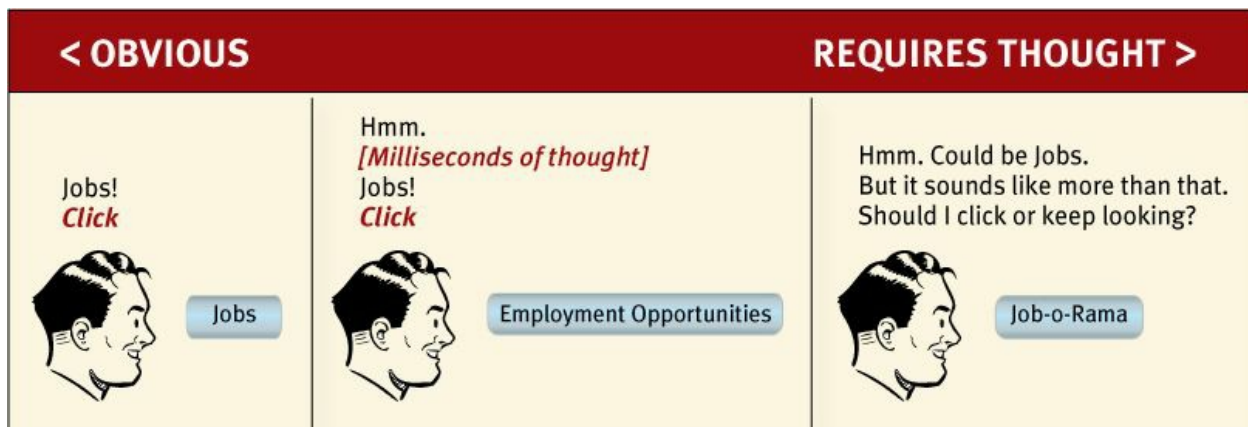 < OBVIOUS
REQUIRES THOUGHT >
Jobs!
Click
Jobs
Hmm.
[Milliseconds of thought]
Jobs!
Click
Employment Opportunities
Hmm. Could be Jobs.
But it sounds like more than that.
Should I click or keep looking?
Job-o-Rama